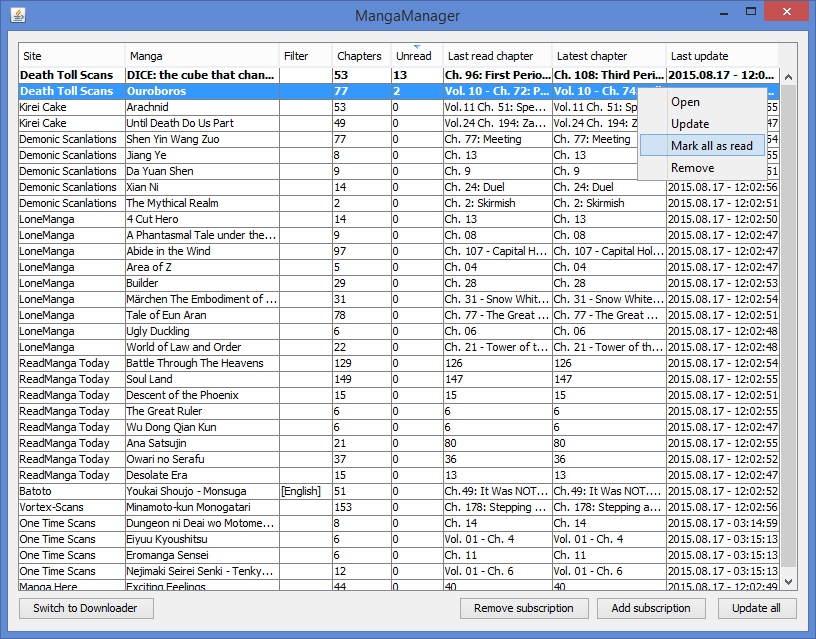 MangaManager
Site Manga Filter Chapters Unread Last read chapter Latest chapter Last update
Death Toll Scans DICE: the cube that chan... 53 13 Ch. 96: First Perio... Ch. 108: Third Peri... 2015.08.17 - 12:0...
Death Toll Scans Ouroboros 77 2 Vol. 10 - Ch. 72: P... Vol. 10 - Ch. 74:
Kirei Cake Arachnid 53 0 Vol.11 Ch. 51: Spe... Vol.11 Ch. 51: Sp 55
Kirei Cake Until Death Do Us Part 49 0 Vol.24 Ch. 194: Za... Vol.24 Ch. 194: Z 47
Demonic Scanlations Shen Yin Wang Zuo 77 0 Ch. 77: Meeting Ch. 77: Meeting 54
Demonic Scanlations Jiang Ye 8 0 Ch. 13 Ch. 13 55
Demonic Scanlations Da Yuan Shen 9 0 Ch. 9 Ch. 9 51
Demonic Scanlations Xian Ni 14 0 Ch. 24: Duel Ch. 24: Duel 2015.08.17 - 12:02:56
Demonic Scanlations The Mythical Realm 2 0 Ch. 2: Skirmish Ch. 2: Skirmish 2015.08.17 - 12:02:51
LoneManga 4 Cut Hero 14 0 Ch. 13 Ch. 13 2015.08.17 - 12:02:50
LoneManga A Phantasmal Tale under the... 9 0 Ch. 08 Ch. 08 2015.08.17 - 12:02:47
LoneManga Abide in the Wind 97 0 Ch. 107 - Capital H... Ch. 107 - Capital Hol... 2015.08.17 - 12:02:47
LoneManga Area of Z 5 0 Ch. 04 Ch. 04 2015.08.17 - 12:02:47
LoneManga Builder 29 0 Ch. 28 Ch. 28 2015.08.17 - 12:02:53
LoneManga Märchen The Embodiment of ... 31 0 Ch. 31 - Snow Whit... Ch. 31 - Snow White... 2015.08.17 - 12:02:54
LoneManga Tale of Eun Aran 78 0 Ch. 77 - The Great ... Ch. 77 - The Great ... 2015.08.17 - 12:02:51
LoneManga Ugly Duckling 6 0 Ch. 06 Ch. 06 2015.08.17 - 12:02:48
LoneManga World of Law and Order 22 0 Ch. 21 - Tower of t... Ch. 21 - Tower of th... 2015.08.17 - 12:02:48
ReadManga Today Battle Through The Heavens 129 0 126 126 2015.08.17 - 12:02:54
ReadManga Today Soul Land 149 0 147 147 2015.08.17 - 12:02:55
ReadManga Today Descent of the Phoenix 15 0 15 15 2015.08.17 - 12:02:51
ReadManga Today The Great Ruler 6 0 6 6 2015.08.17 - 12:02:55
ReadManga Today Wu Dong Qian Kun 6 0 6 6 2015.08.17 - 12:02:47
ReadManga Today Ana Satsujin 21 0 80 80 2015.08.17 - 12:02:55
ReadManga Today Owari no Serafu 37 0 36 36 2015.08.17 - 12:02:52
ReadManga Today Desolate Era 15 0 13 13 2015.08.17 - 12:02:47
Batoto Youkai Shoujo - Monsuga [English] 51 0 Ch.49: It Was NOT... Ch.49: It Was NOT.... 2015.08.17 - 12:02:52
Vortex-Scans Minamoto-kun Monogatari 153 0 Ch. 178: Stepping ... Ch. 178: Stepping a... 2015.08.17 - 12:02:56
One Time Scans Dungeon ni Deai wo Motome... 8 0 Ch. 14 Ch. 14 2015.08.17 - 03:14:59
One Time Scans Eiyuu Kyoushitsu 6 0 Vol. 01 - Ch. 4 Vol. 01 - Ch. 4 2015.08.17 - 03:15:13
One Time Scans Eromanga Sensei 6 0 Ch. 11 Ch. 11 2015.08.17 - 03:15:13
One Time Scans Nejimaki Seirei Senki - Tenky... 12 0 Vol. 01 - Ch. 6 Vol. 01 - Ch. 6 2015.08.17 - 03:15:13
Manga Here Exciting Feelings 44 0 40 40 2015.08.17 - 12:02:49
Open
Update
Mark all as read
Remove
Switch to Downloader Remove subscription Add subscription Update all